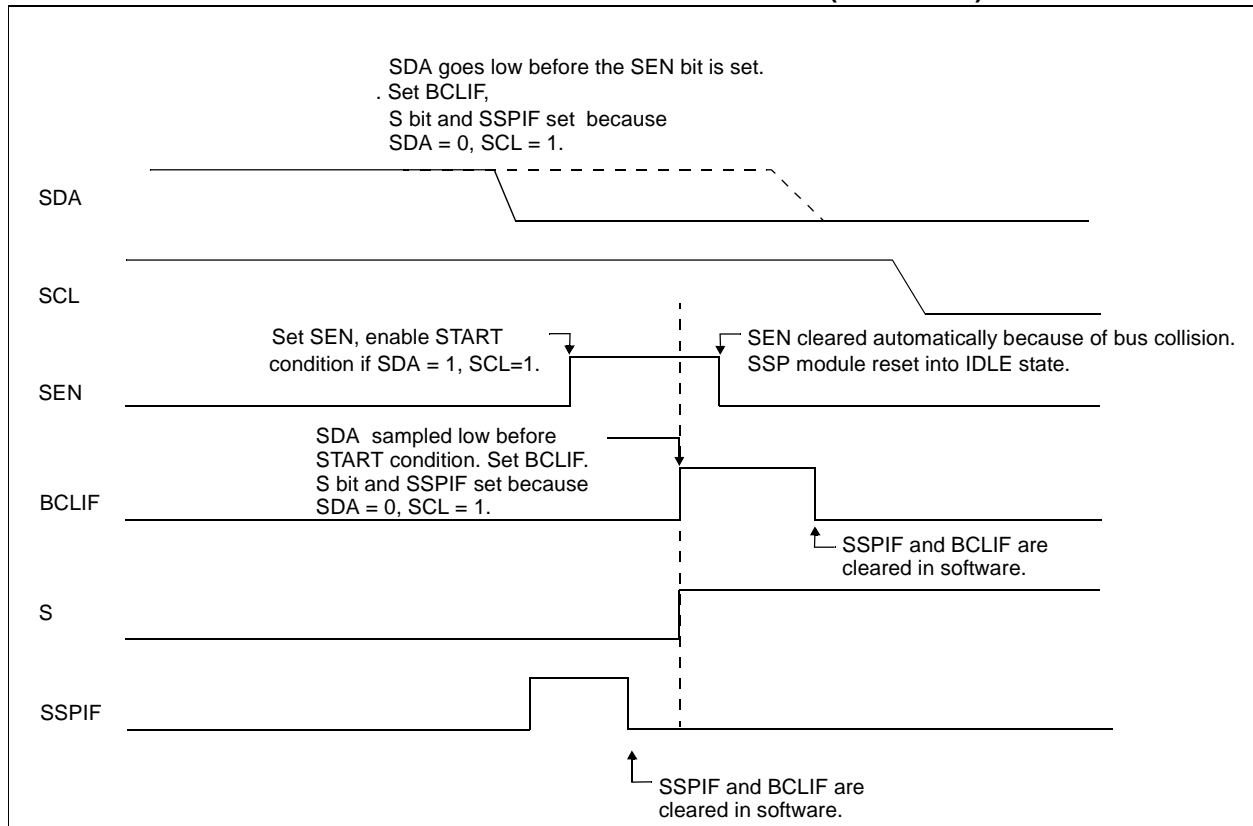 SDA goes low before the SEN bit is set.
. Set BCLIF,
S bit and SSPIF set because
SDA = 0, SCL = 1.
SDA
SCL
Set SEN, enable START
condition if SDA = 1, SCL=1.
SEN cleared automatically because of bus collision.
SSP module reset into IDLE state.
SEN
SDA sampled low before
START condition. Set BCLIF.
S bit and SSPIF set because
SDA = 0, SCL = 1.
BCLIF
SSPIF and BCLIF are
cleared in software.
S
SSPIF
SSPIF and BCLIF are
cleared in software.